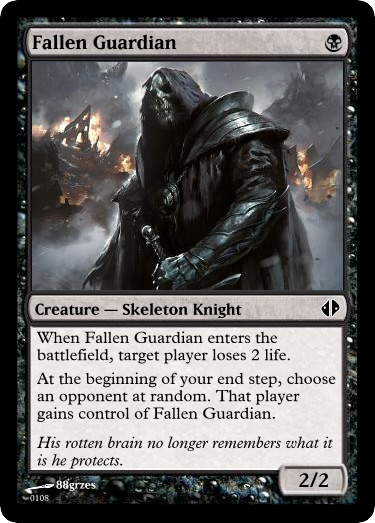 Fallen Guardian
Creature — Skeleton Knight
When Fallen Guardian enters the
battlefield, target player loses 2 life.
At the beginning of your end step, choose
an opponent at random. That player
gains control of Fallen Guardian.
His rotten brain no longer remembers what it
is he protects.
2/2
88grzes
0108